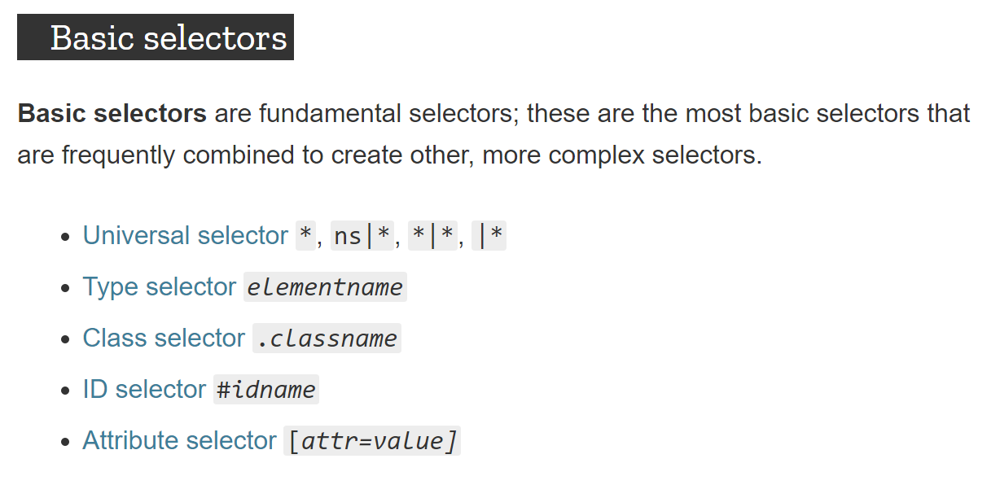 Basic selectors
Basic selectors are fundamental selectors; these are the most basic selectors that
are frequently combined to create other, more complex selectors.
Universal selector *, ns|*, *|*, |*
Type selector elementname
Class selector .classname
ID selector #idname
Attribute selector [attr=value]